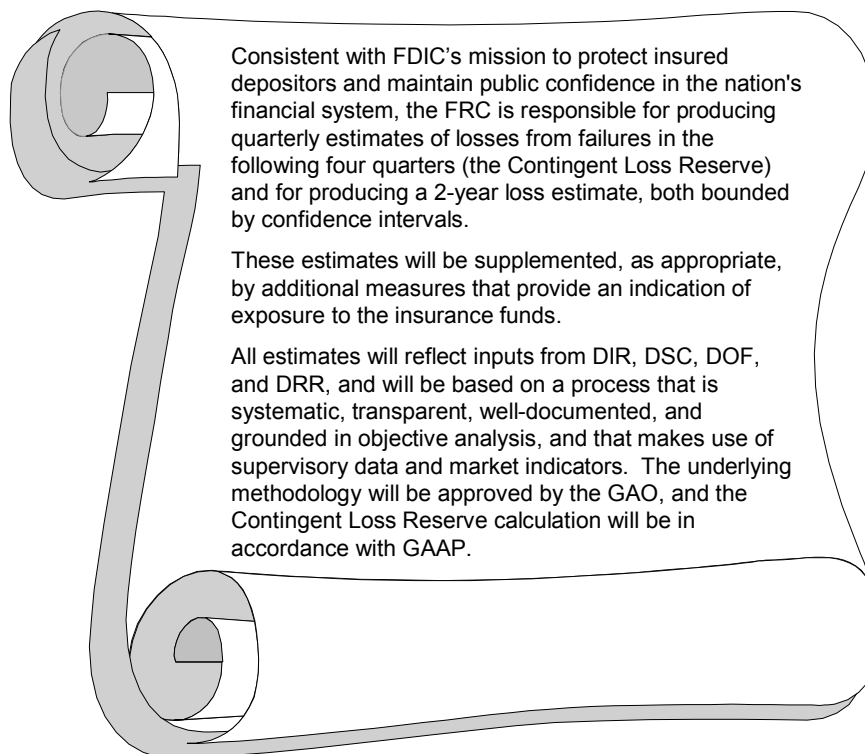 Consistent with FDIC’s mission to protect insured
depositors and maintain public confidence in the nation's
financial system, the FRC is responsible for producing
quarterly estimates of losses from failures in the
following four quarters (the Contingent Loss Reserve)
and for producing a 2-year loss estimate, both bounded
by confidence intervals.
These estimates will be supplemented, as appropriate,
by additional measures that provide an indication of
exposure to the insurance funds.
All estimates will reflect inputs from DIR, DSC, DOF,
and DRR, and will be based on a process that is
systematic, transparent, well-documented, and
grounded in objective analysis, and that makes use of
supervisory data and market indicators.  The underlying
methodology will be approved by the GAO, and the
Contingent Loss Reserve calculation will be in
accordance with GAAP.